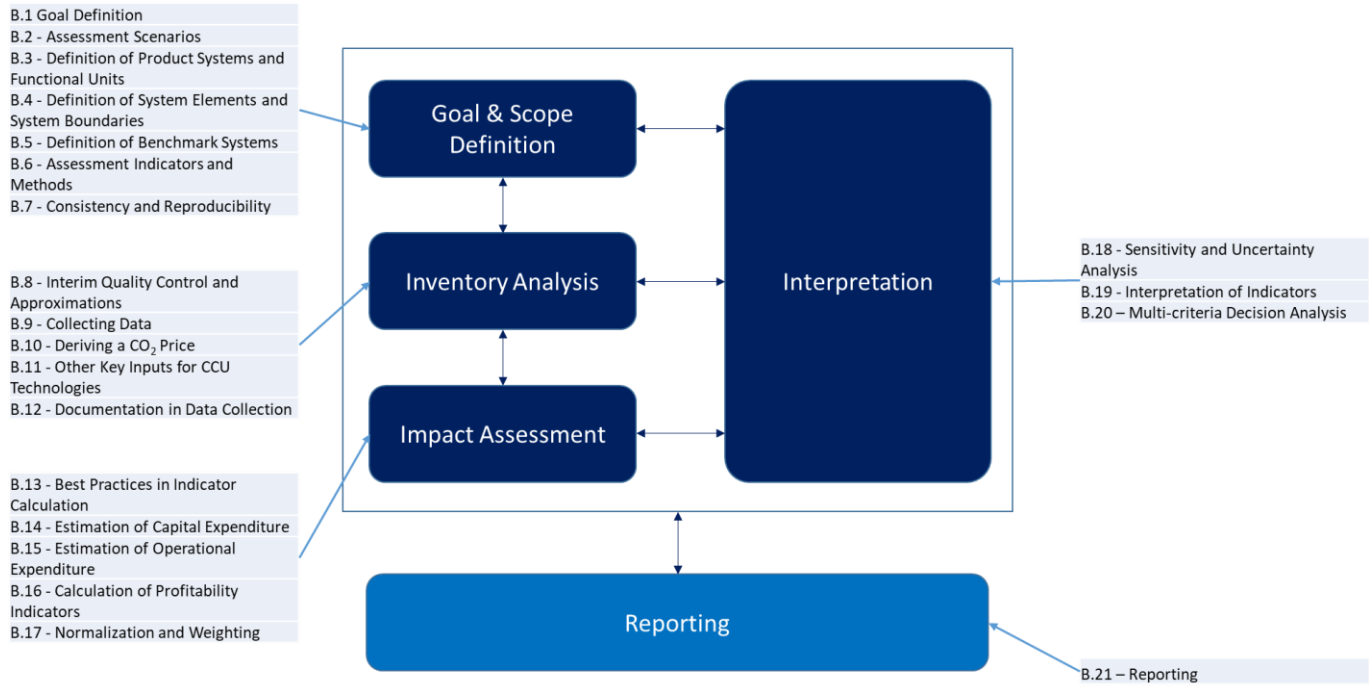 B.1 Goal Definition
B.2 - Assessment Scenarios
B.3 - Definition of Product Systems and
Functional Units
B.4 - Definition of System Elements and
System Boundaries
B.5 - Definition of Benchmark Systems
B.6 - Assessment Indicators and
Methods
B.7 - Consistency and Reproducibility
B.8 - Interim Quality Control and
Approximations
B.9 - Collecting Data
B.10 - Deriving a CO₂ Price
B.11 - Other Key Inputs for CCU
Technologies
B.12 - Documentation in Data Collection
B.13 - Best Practices in Indicator
Calculation
B.14 - Estimation of Capital Expenditure
B.15 - Estimation of Operational
Expenditure
B.16 - Calculation of Profitability
Indicators
B.17 - Normalization and Weighting
Goal & Scope
Definition
Inventory Analysis
Impact Assessment
Interpretation
Reporting
B.18 - Sensitivity and Uncertainty
Analysis
B.19 - Interpretation of Indicators
B.20 – Multi-criteria Decision Analysis
B.21 – Reporting